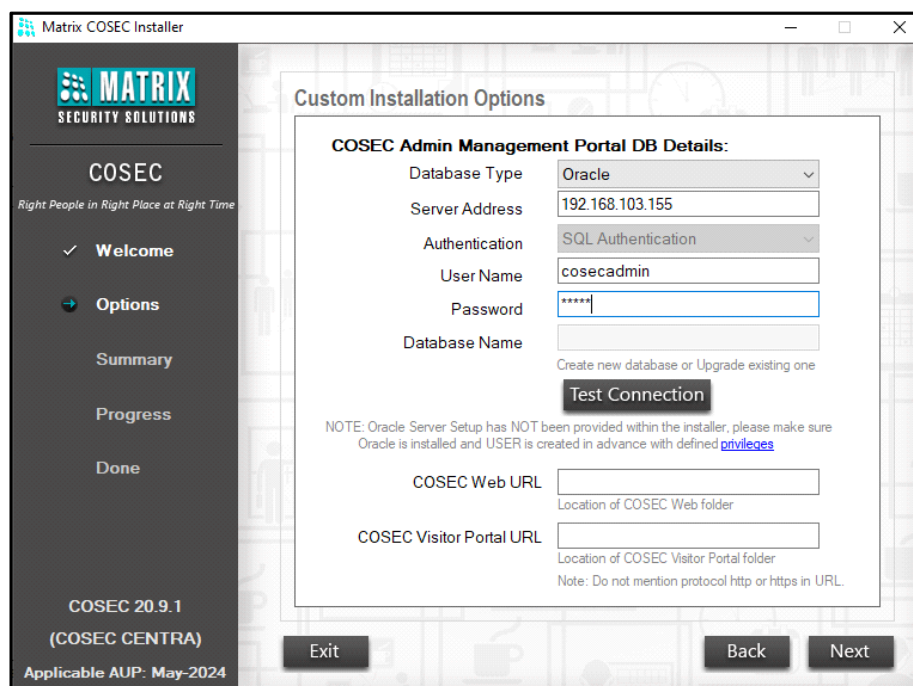 Matrix COSEC Installer
MATRIX
SECURITY SOLUTIONS
COSEC
Right People in Right Place at Right Time
Welcome
Options
Summary
Progress
Done
COSEC 20.9.1
(COSEC CENTRA)
Applicable AUP: May-2024
Custom Installation Options
COSEC Admin Management Portal DB Details:
Database Type Oracle
Server Address 192.168.103.155
Authentication SQL Authentication
User Name cosecadmin
Password *****
Database Name
Create new database or Upgrade existing one
Test Connection
NOTE: Oracle Server Setup has NOT been provided within the installer, please make sure
Oracle is installed and USER is created in advance with defined privileges
COSEC Web URL
Location of COSEC Web folder
COSEC Visitor Portal URL
Location of COSEC Visitor Portal folder
Note: Do not mention protocol http or https in URL.
Exit Back Next